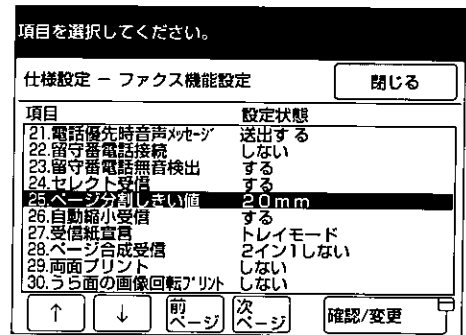 項目を選択してください。
仕様設定 － ファクス機能設定
閉じる
項目 設定状態
21.電話優先時音声ﾒｯｾｰｼﾞ 送出する
22.留守番電話接続 しない
23.留守番電話無音検出 する
24.セレクト受信 する
25.ページ分割しきい値 20mm
26.自動縮小受信 する
27.受信紙宣言 トレイモード
28.ページ合成受信 2イン1しない
29.両面プリント しない
30.うら面の画像回転ﾌﾟﾘﾝﾄ しない
↑ ↓ 前ページ 次ページ 確認/変更